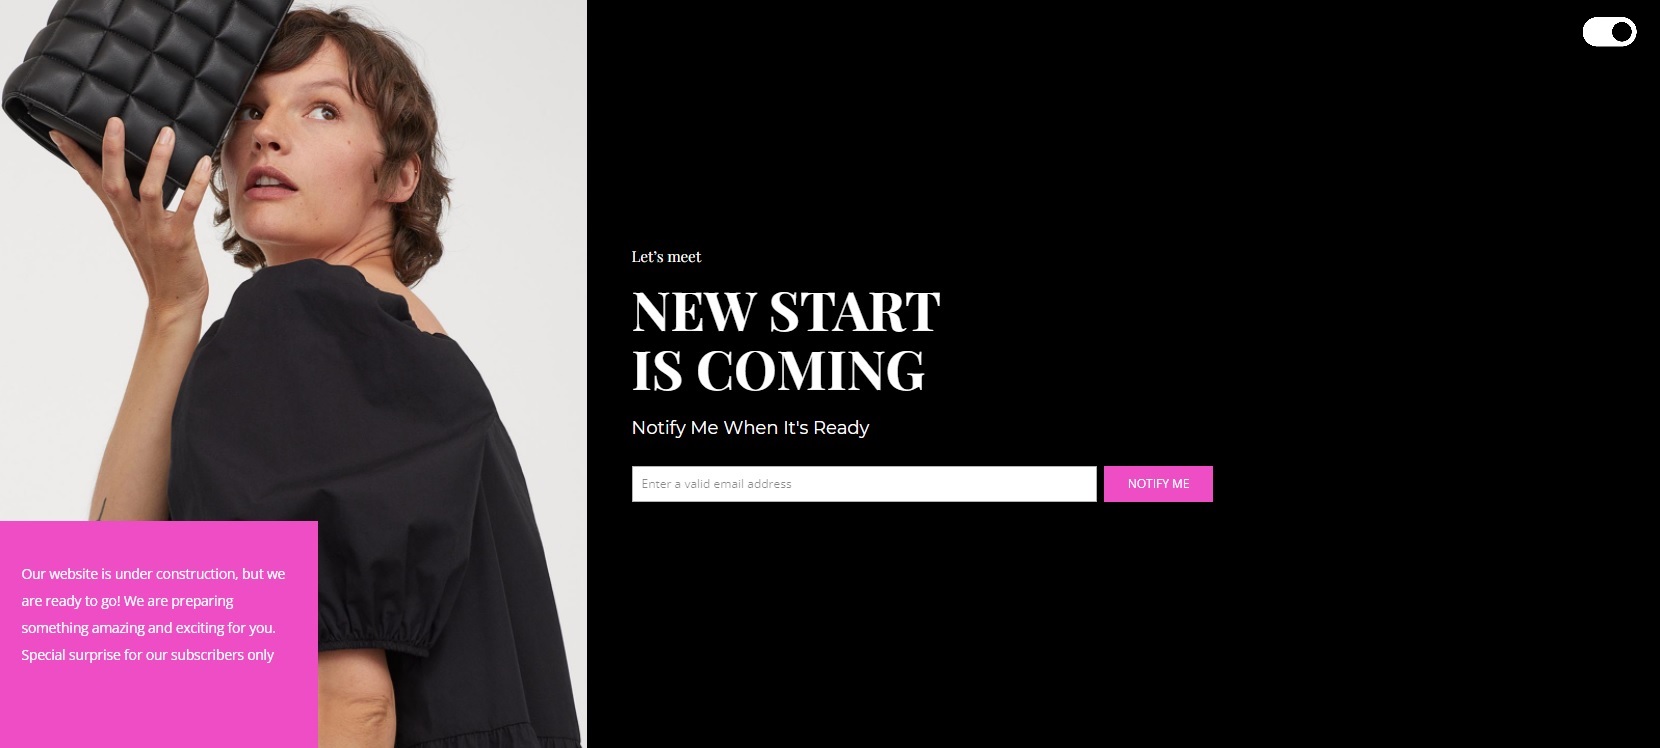 Let's meet
NEW START
IS COMING
Notify Me When It's Ready
Enter a valid email address
NOTIFY ME
Our website is under construction, but we
are ready to go! We are preparing
something amazing and exciting for you.
Special surprise for our subscribers only